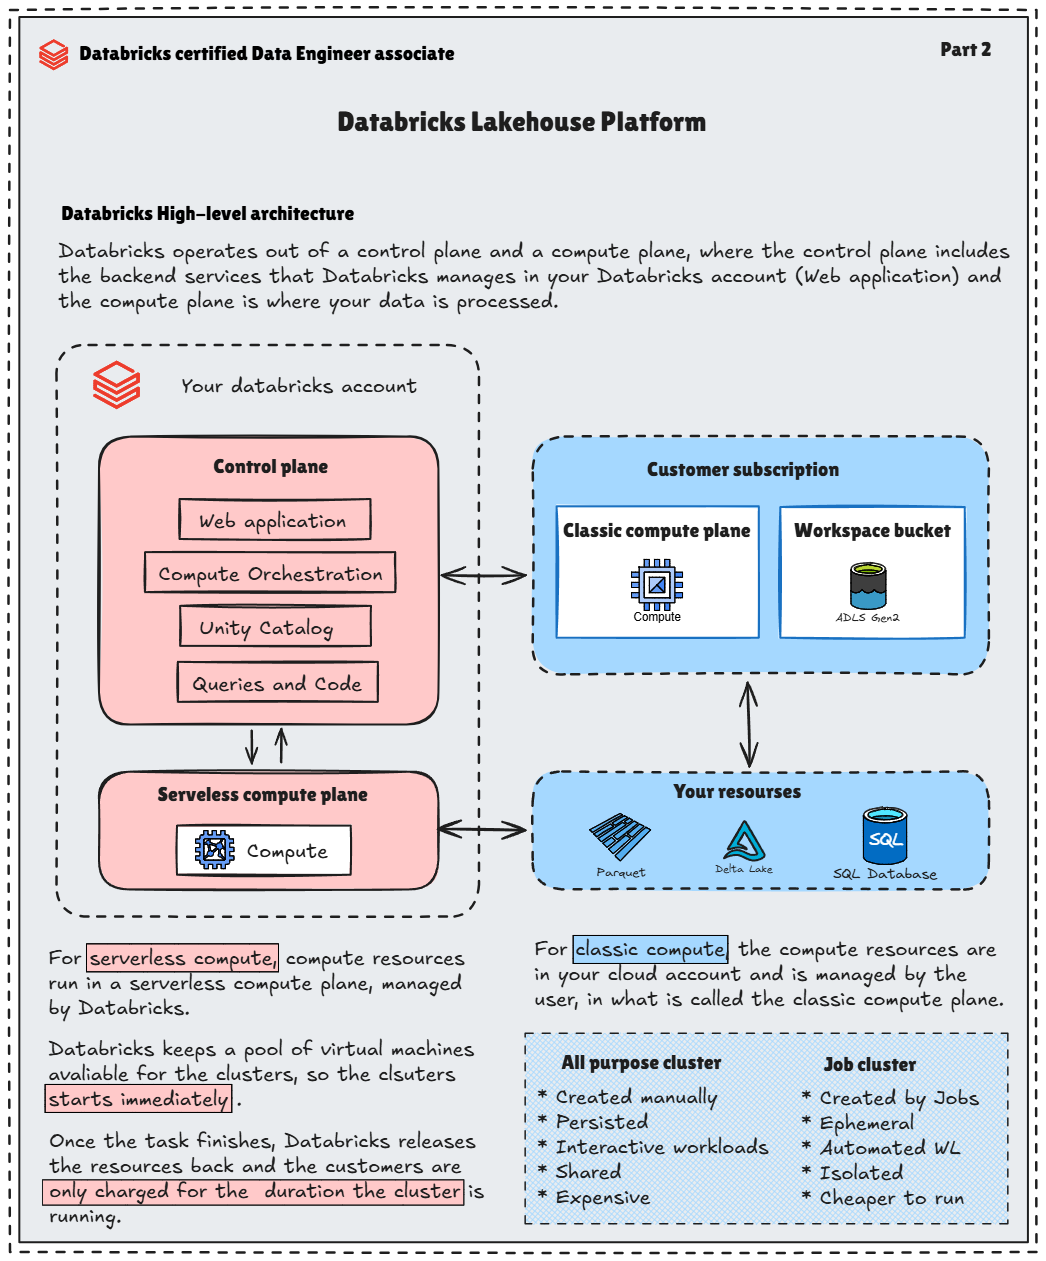 Databricks certified Data Engineer associate
Part 2
Databricks Lakehouse Platform
Databricks High-level architecture
Databricks operates out of a control plane and a compute plane, where the control plane includes
the backend services that Databricks manages in your Databricks account (Web application) and
the compute plane is where your data is processed.
Your databricks account
Control plane
Web application
Compute Orchestration
Unity Catalog
Queries and Code
Serveless compute plane
Compute
Customer subscription
Classic compute plane
Compute
Workspace bucket
ADLS Gen2
Your resourses
Parquet
Delta Lake
SQL
SQL Database
For serverless compute, compute resources
run in a serverless compute plane, managed
by Databricks.
Databricks keeps a pool of virtual machines
avaliable for the clusters, so the clsuters
starts immediately .
Once the task finishes, Databricks releases
the resources back and the customers are
only charged for the duration the cluster is
running.
For classic compute, the compute resources are
in your cloud account and is managed by the
user, in what is called the classic compute plane.
All purpose cluster
* Created manually
* Persisted
* Interactive workloads
* Shared
* Expensive
Job cluster
* Created by Jobs
* Ephemeral
* Automated WL
* Isolated
* Cheaper to run